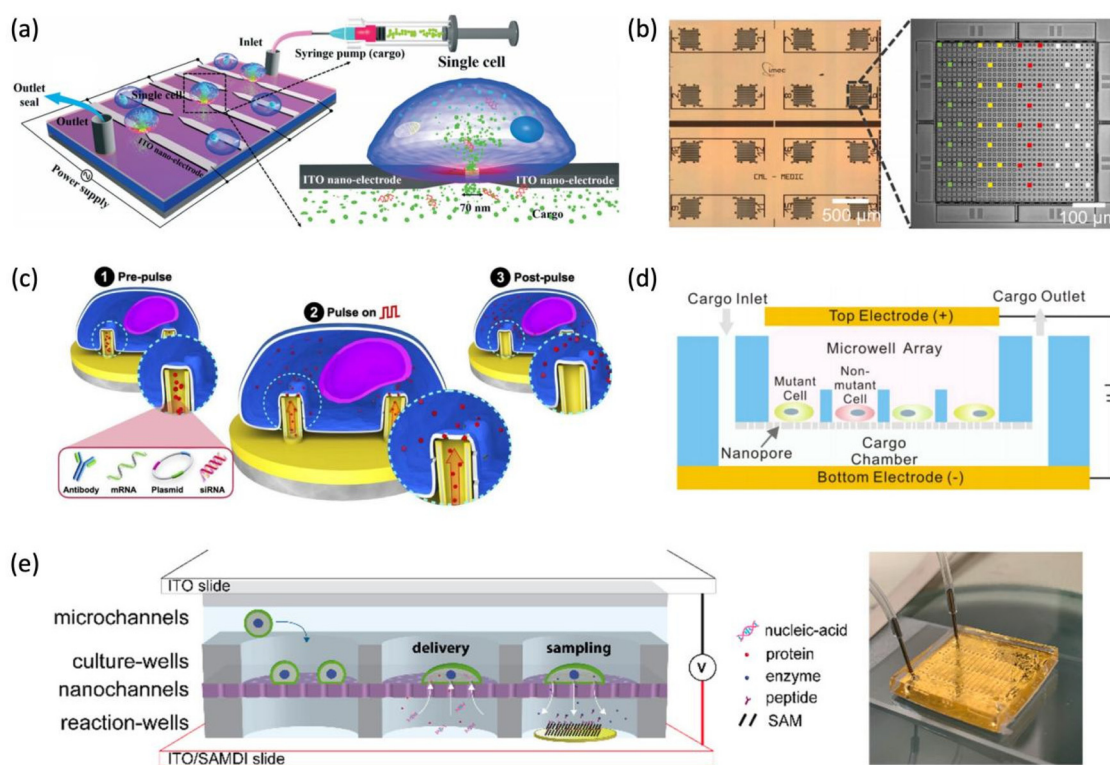 (a)
Inlet
Syringe pump (cargo)
Single cell
Outlet
seal
Single cell
Outlet
ITO nano-electrode
Power supply
ITO nano-electrode
ITO nano-electrode
70 nm
Cargo
(b)
imec
CML - MEDIC
500 µm
100 µm
(c)
1 Pre-pulse
2 Pulse on
3 Post-pulse
Antibody
mRNA
Plasmid
siRNA
(d)
Cargo Inlet
Cargo Outlet
Top Electrode (+)
Microwell Array
Mutant
Cell
Non-
mutant
Cell
Nanopore
Cargo
Chamber
Bottom Electrode (-)
(e)
ITO slide
microchannels
culture-wells
nanochannels
reaction-wells
delivery
sampling
ITO/SAMDI slide
V
nucleic-acid
protein
enzyme
peptide
SAM